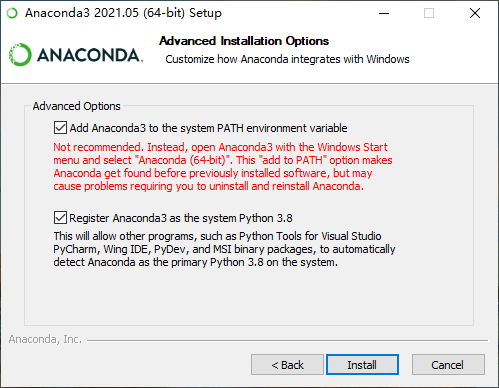 Anaconda3 2021.05 (64-bit) Setup
ANACONDA.
Advanced Installation Options
Customize how Anaconda integrates with Windows
Advanced Options
Add Anaconda3 to the system PATH environment variable
Not recommended. Instead, open Anaconda3 with the Windows Start
menu and select "Anaconda (64-bit)". This "add to PATH" option makes
Anaconda get found before previously installed software, but may
cause problems requiring you to uninstall and reinstall Anaconda.
Register Anaconda3 as the system Python 3.8
This will allow other programs, such as Python Tools for Visual Studio
PyCharm, Wing IDE, PyDev, and MSI binary packages, to automatically
detect Anaconda as the primary Python 3.8 on the system.
Anaconda, Inc.
< Back
Install
Cancel